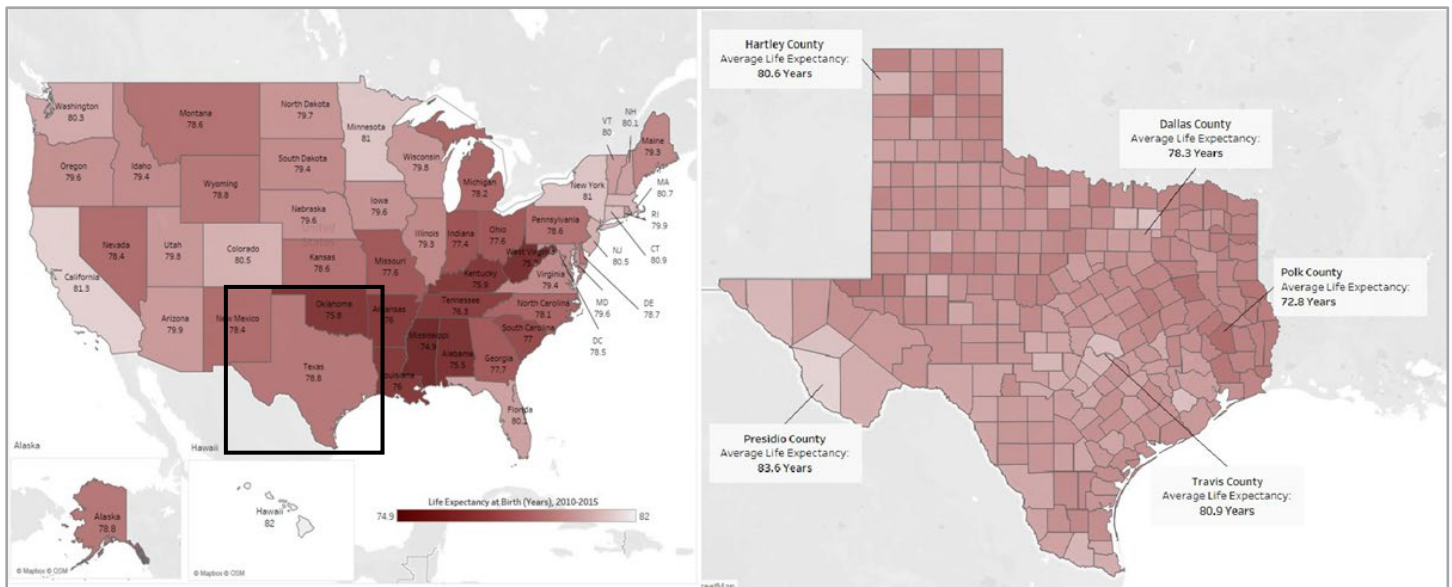 Washington
80.3
Montana
78.6
North Dakota
79.7
Minnesota
81
VT
80
NH
80.1
Maine
79.3
Oregon
79.6
Idaho
79.4
South Dakota
79.4
Wisconsin
79.8
MA
80.7
Wyoming
78.8
Michigan
78.2
New York
81
RI
79.9
Nebraska
79.6
Iowa
79.6
Pennsylvania
78.6
CT
80.9
Nevada
78.4
Utah
79.8
Colorado
80.5
Illinois
79.3
Indiana
77.4
Ohio
77.6
NJ
80.5
United
States
California
81.3
Kansas
78.6
Missouri
77.6
West Virginia
Kentucky
75.9
Virginia
79.4
MD
79.6
DE
78.7
Arizona
79.9
New Mexico
78.4
Oklahoma
75.8
Arkansas
76
Tennessee
76.3
North Carolina
78.1
DC
78.5
Mississippi
74.9
Alabama
75.5
Georgia
77.7
South Carolina
77
Texas
78.8
Louisiana
76
Florida
80.1
Alaska
Hawaii
Alaska
78.8
Hawaii
82
© Mapbox © OSM
© Mapbox © OSM
Life Expectancy at Birth (Years), 2010-2015
74.9
82
Hartley County
Average Life Expectancy:
80.6 Years
Dallas County
Average Life Expectancy:
78.3 Years
Polk County
Average Life Expectancy:
72.8 Years
Presidio County
Average Life Expectancy:
83.6 Years
Travis County
Average Life Expectancy:
80.9 Years